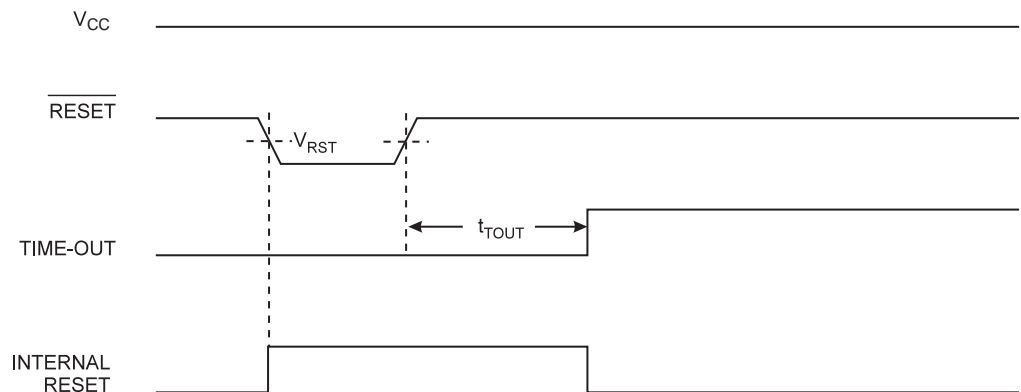 VCC
RESET
VRST
tTOUT
TIME-OUT
INTERNAL
RESET